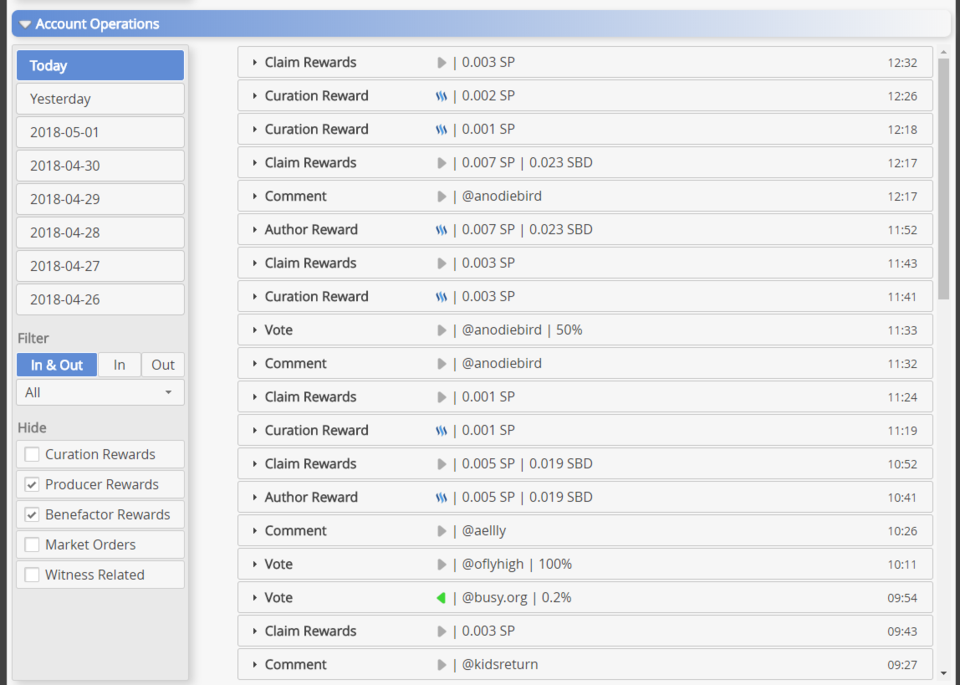 Account Operations
Today
Yesterday
2018-05-01
2018-04-30
2018-04-29
2018-04-28
2018-04-27
2018-04-26
Filter
In & Out In Out
All
Hide
Curation Rewards
Producer Rewards
Benefactor Rewards
Market Orders
Witness Related
Claim Rewards | 0.003 SP 12:32
Curation Reward | 0.002 SP 12:26
Curation Reward | 0.001 SP 12:18
Claim Rewards | 0.007 SP | 0.023 SBD 12:17
Comment | @anodiebird 12:17
Author Reward | 0.007 SP | 0.023 SBD 11:52
Claim Rewards | 0.003 SP 11:43
Curation Reward | 0.003 SP 11:41
Vote | @anodiebird | 50% 11:33
Comment | @anodiebird 11:32
Claim Rewards | 0.001 SP 11:24
Curation Reward | 0.001 SP 11:19
Claim Rewards | 0.005 SP | 0.019 SBD 10:52
Author Reward | 0.005 SP | 0.019 SBD 10:41
Comment | @aellly 10:26
Vote | @oflyhigh | 100% 10:11
Vote | @busy.org | 0.2% 09:54
Claim Rewards | 0.003 SP 09:43
Comment | @kidsreturn 09:27